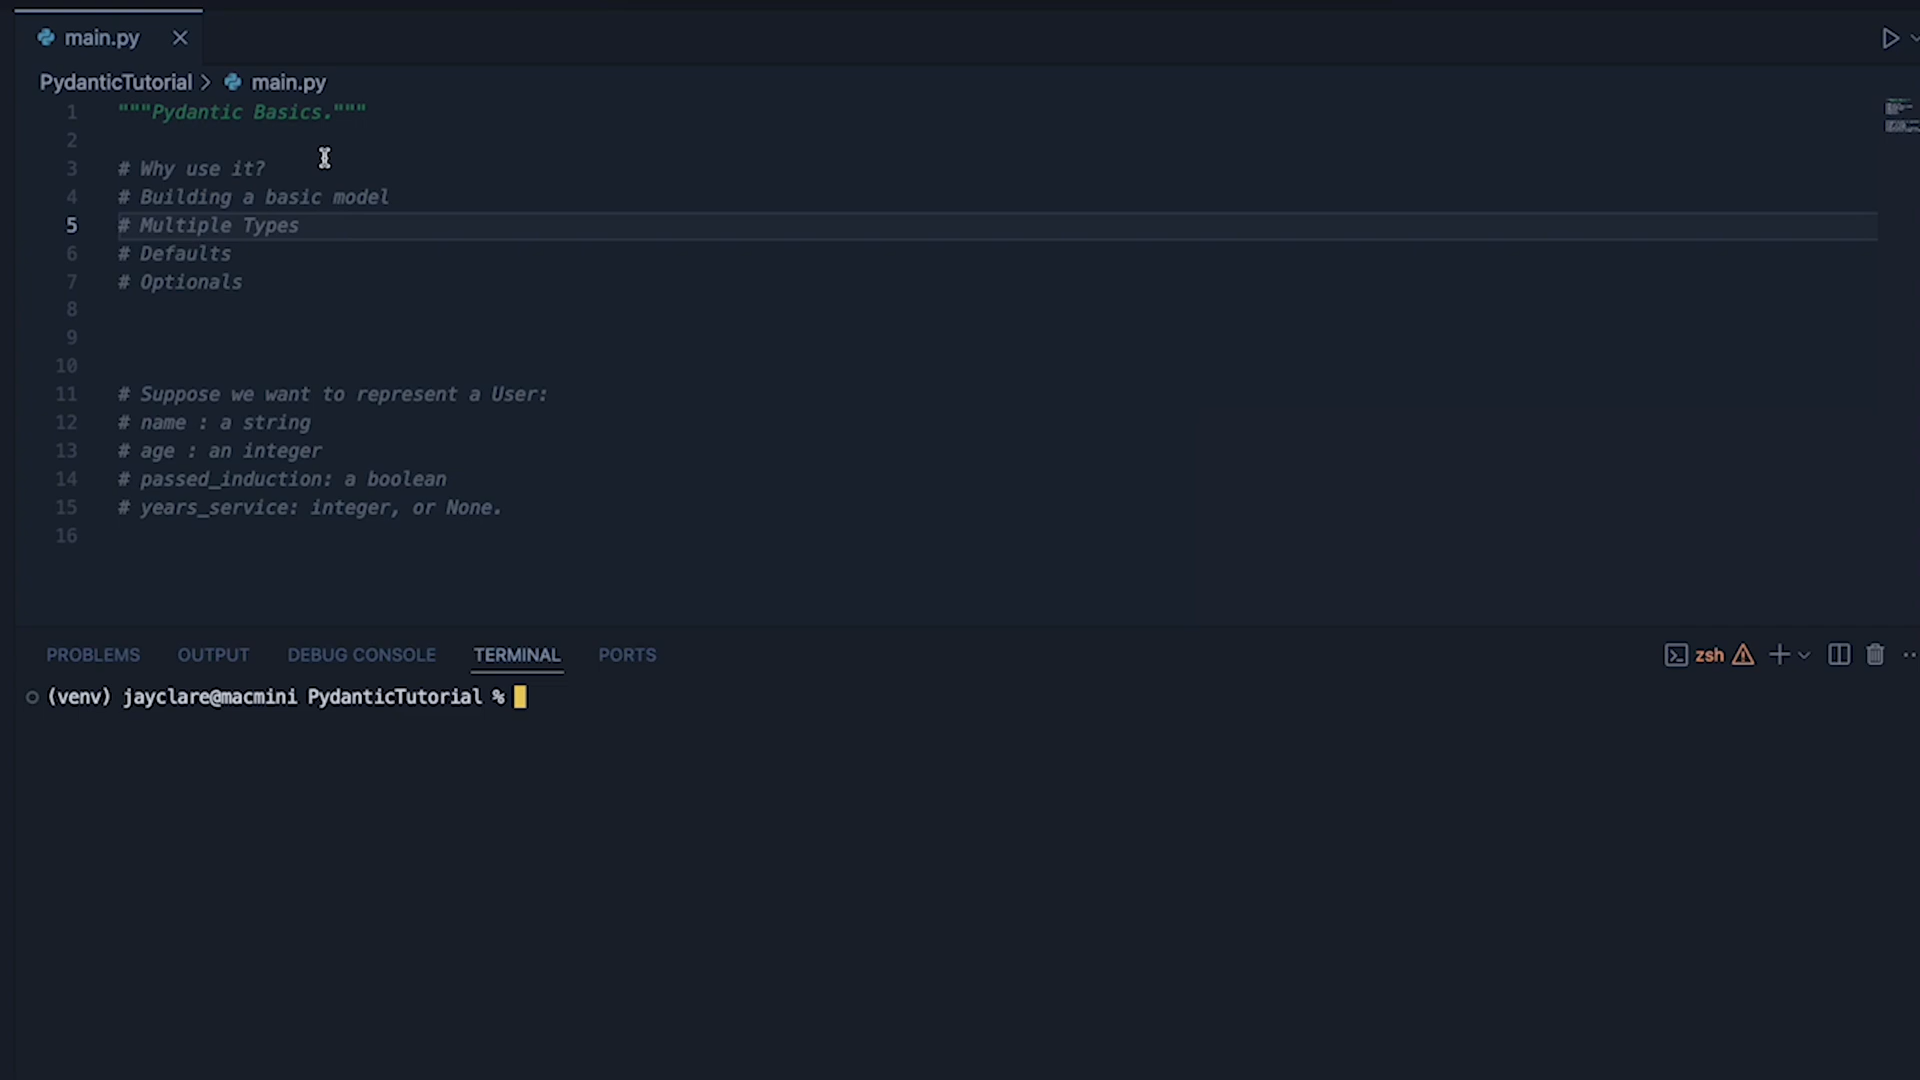 main.py
PydanticTutorial > main.py
1 """Pydantic Basics."""
2
3 # Why use it?
4 # Building a basic model
5 # Multiple Types
6 # Defaults
7 # Optionals
8
9
10
11 # Suppose we want to represent a User:
12 # name : a string
13 # age : an integer
14 # passed_induction: a boolean
15 # years_service: integer, or None.
16
PROBLEMS OUTPUT DEBUG CONSOLE TERMINAL PORTS zsh
(venv) jayclare@macmini PydanticTutorial %